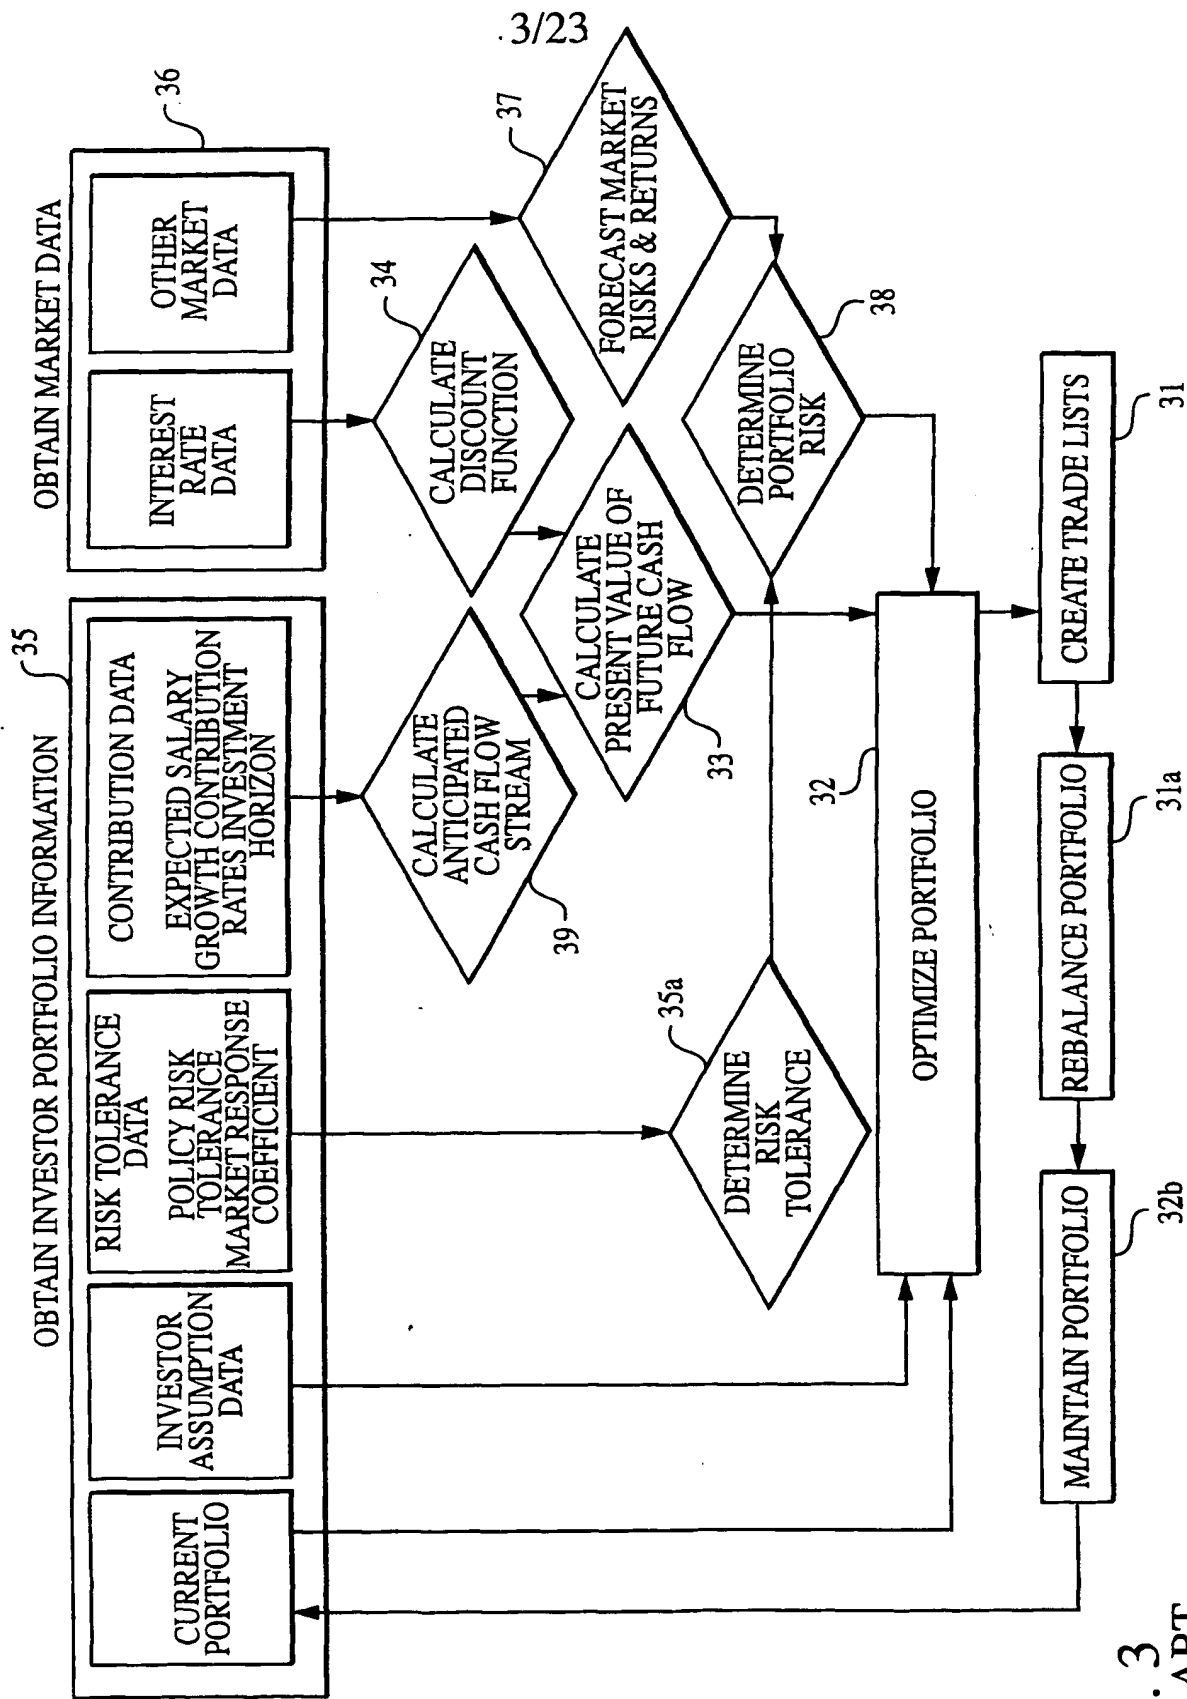 3/23
OBTAIN INVESTOR PORTFOLIO INFORMATION
35
CURRENT
PORTFOLIO
INVESTOR
ASSUMPTION
DATA
RISK TOLERANCE
DATA
POLICY RISK
TOLERANCE
MARKET RESPONSE
COEFFICIENT
CONTRIBUTION DATA
EXPECTED SALARY
GROWTH CONTRIBUTION
RATES INVESTMENT
HORIZON
OBTAIN MARKET DATA
36
INTEREST
RATE
DATA
OTHER
MARKET
DATA
CALCULATE
ANTICIPATED
CASH FLOW
STREAM
39
CALCULATE
DISCOUNT
FUNCTION
34
CALCULATE
PRESENT VALUE OF
FUTURE CASH
FLOW
33
FORECAST MARKET
RISKS & RETURNS
37
DETERMINE
RISK
TOLERANCE
35a
DETERMINE
PORTFOLIO
RISK
38
OPTIMIZE PORTFOLIO
32
MAINTAIN PORTFOLIO
32b
REBALANCE PORTFOLIO
31a
CREATE TRADE LISTS
31
. 3
ART